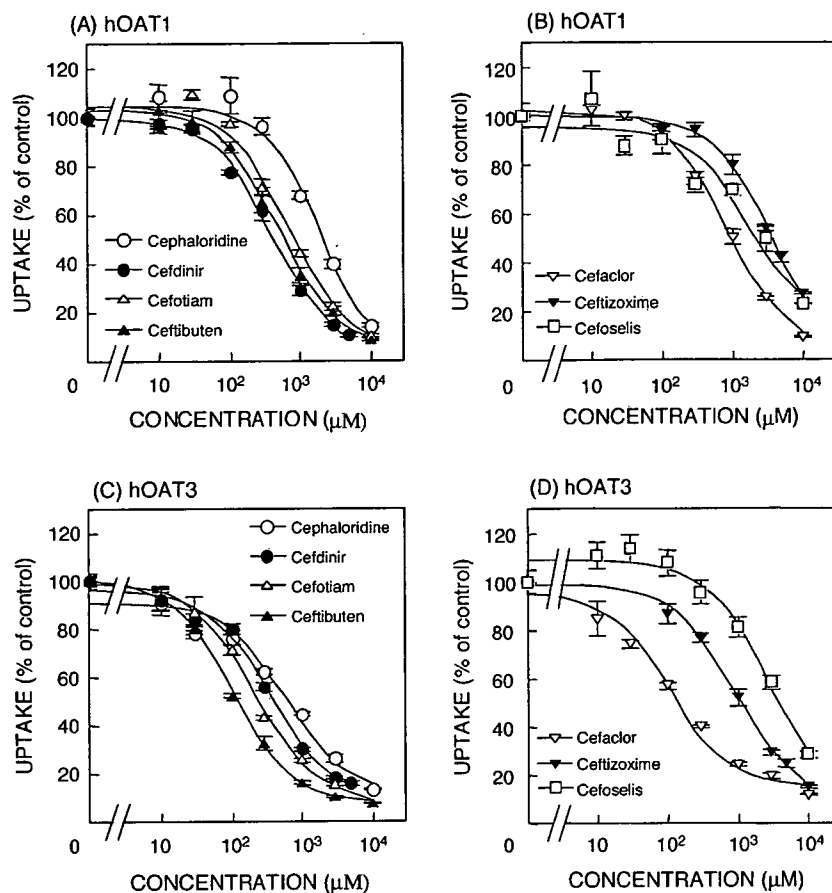 (A) hOAT1
UPTAKE (% of control)
120
100
80
60
40
20
0
Cephaloridine
Cefdinir
Cefotiam
Ceftibuten
10 10² 10³ 10⁴
CONCENTRATION (µM)
(B) hOAT1
UPTAKE (% of control)
120
100
80
60
40
20
0
Cefaclor
Ceftizoxime
Cefoselis
10 10² 10³ 10⁴
CONCENTRATION (µM)
(C) hOAT3
UPTAKE (% of control)
120
100
80
60
40
20
0
Cephaloridine
Cefdinir
Cefotiam
Ceftibuten
10 10² 10³ 10⁴
CONCENTRATION (µM)
(D) hOAT3
UPTAKE (% of control)
120
100
80
60
40
20
0
Cefaclor
Ceftizoxime
Cefoselis
10 10² 10³ 10⁴
CONCENTRATION (µM)